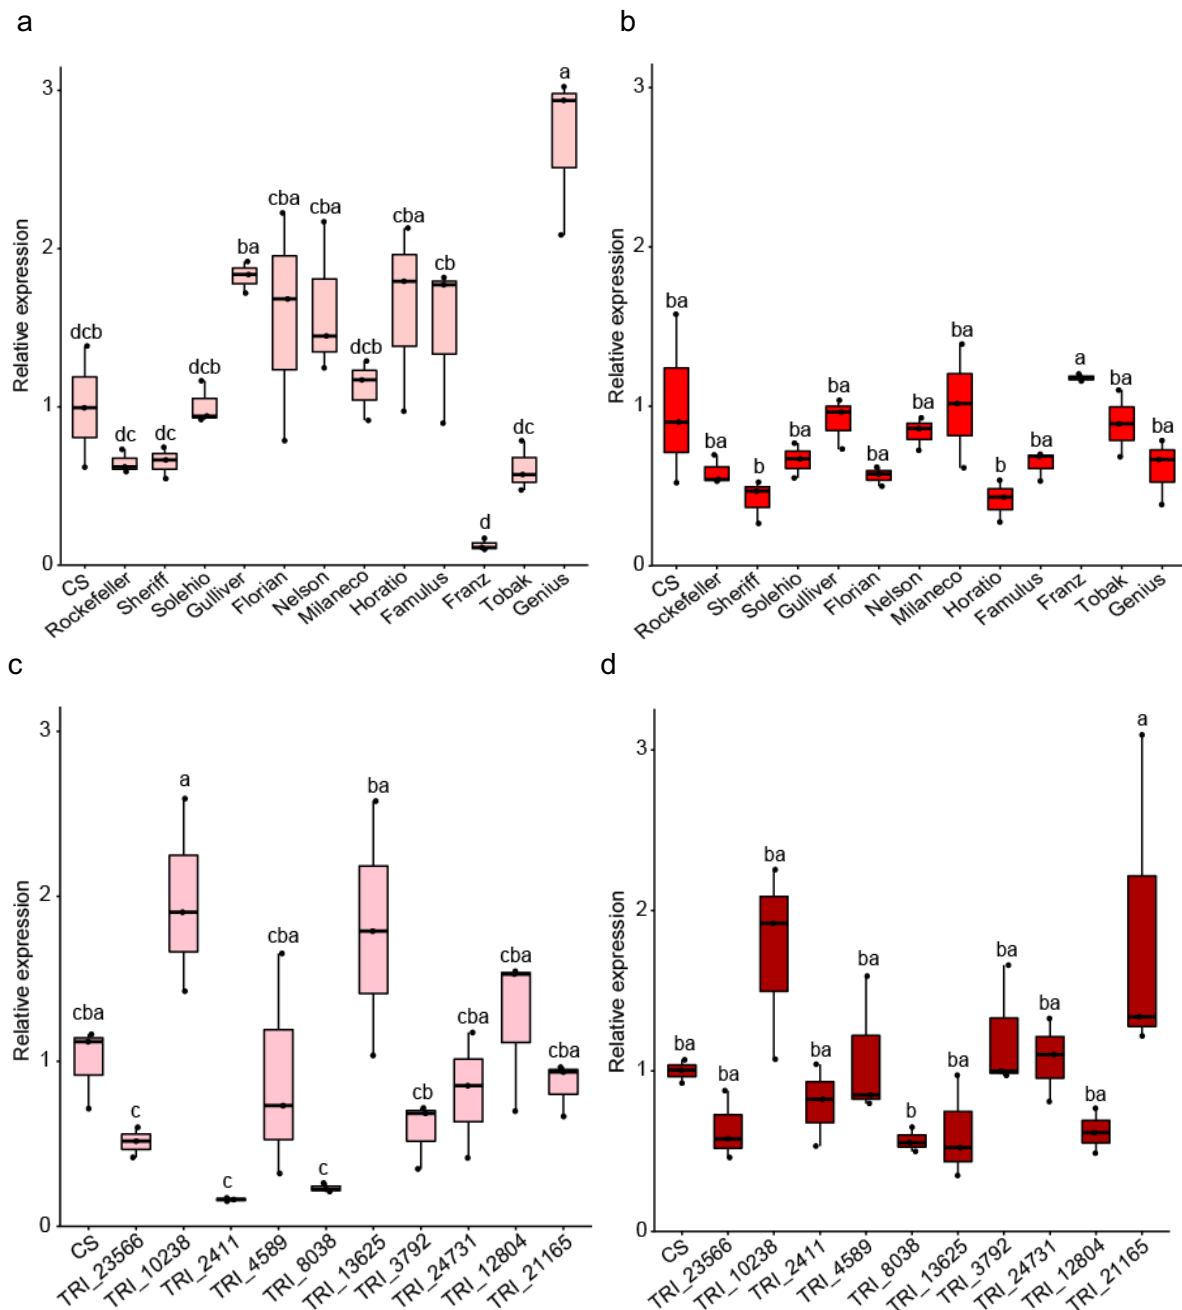 a
b
3
2
1
0
Relative expression
dcb
dc
dc
dcb
ba
cba
cba
dcb
cba
cb
d
dc
a
CS
Rockefeller
Sheriff
Solehio
Gulliver
Florian
Nelson
Milaneco
Horatio
Famulus
Franz
Tobak
Genius
3
2
1
0
Relative expression
ba
ba
b
ba
ba
ba
ba
ba
b
ba
a
ba
ba
CS
Rockefeller
Sheriff
Solehio
Gulliver
Florian
Nelson
Milaneco
Horatio
Famulus
Franz
Tobak
Genius
c
d
3
2
1
0
Relative expression
cba
c
a
c
cba
c
ba
cb
cba
cba
cba
CS
TRI_23566
TRI_10238
TRI_2411
TRI_4589
TRI_8038
TRI_13625
TRI_3792
TRI_24731
TRI_12804
TRI_21165
3
2
1
0
Relative expression
ba
ba
ba
ba
ba
b
ba
ba
ba
ba
a
CS
TRI_23566
TRI_10238
TRI_2411
TRI_4589
TRI_8038
TRI_13625
TRI_3792
TRI_24731
TRI_12804
TRI_21165